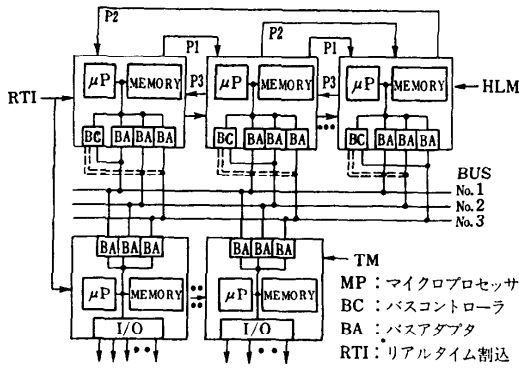 P2
P2
P1
P1
μP
MEMORY
P3
μP
MEMORY
P3
μP
MEMORY
RTI
HLM
BC
BA
BA
BA
BC
BA
BA
BA
BC
BA
BA
BA
BUS
No.1
No.2
No.3
BA
BA
BA
BA
BA
BA
TM
μP
MEMORY
μP
MEMORY
I/O
I/O
MP:マイクロプロセッサ
BC:バスコントローラ
BA:バスアダプタ
RTI:リアルタイム割込